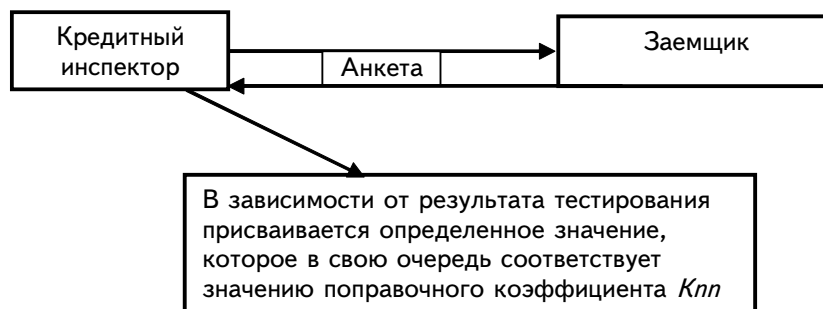 Кредитный
инспектор
Анкета
Заемщик
В зависимости от результата тестирования
присваивается определенное значение,
которое в свою очередь соответствует
значению поправочного коэффициента Кпп